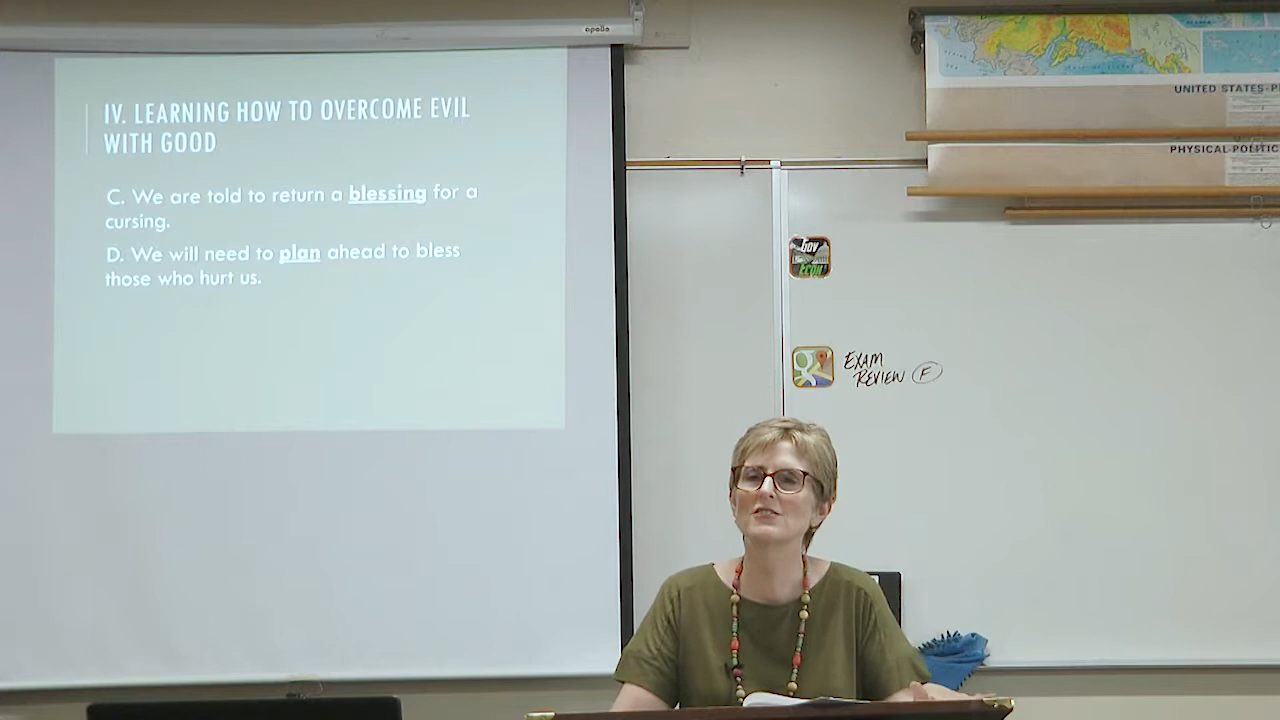 apollo
IV. LEARNING HOW TO OVERCOME EVIL
WITH GOOD
C. We are told to return a blessing for a
cursing.
D. We will need to plan ahead to bless
those who hurt us.
UNITED STATES-P
PHYSICAL-POLITIC
GOV
ECON
g
EXAM
REVIEW F